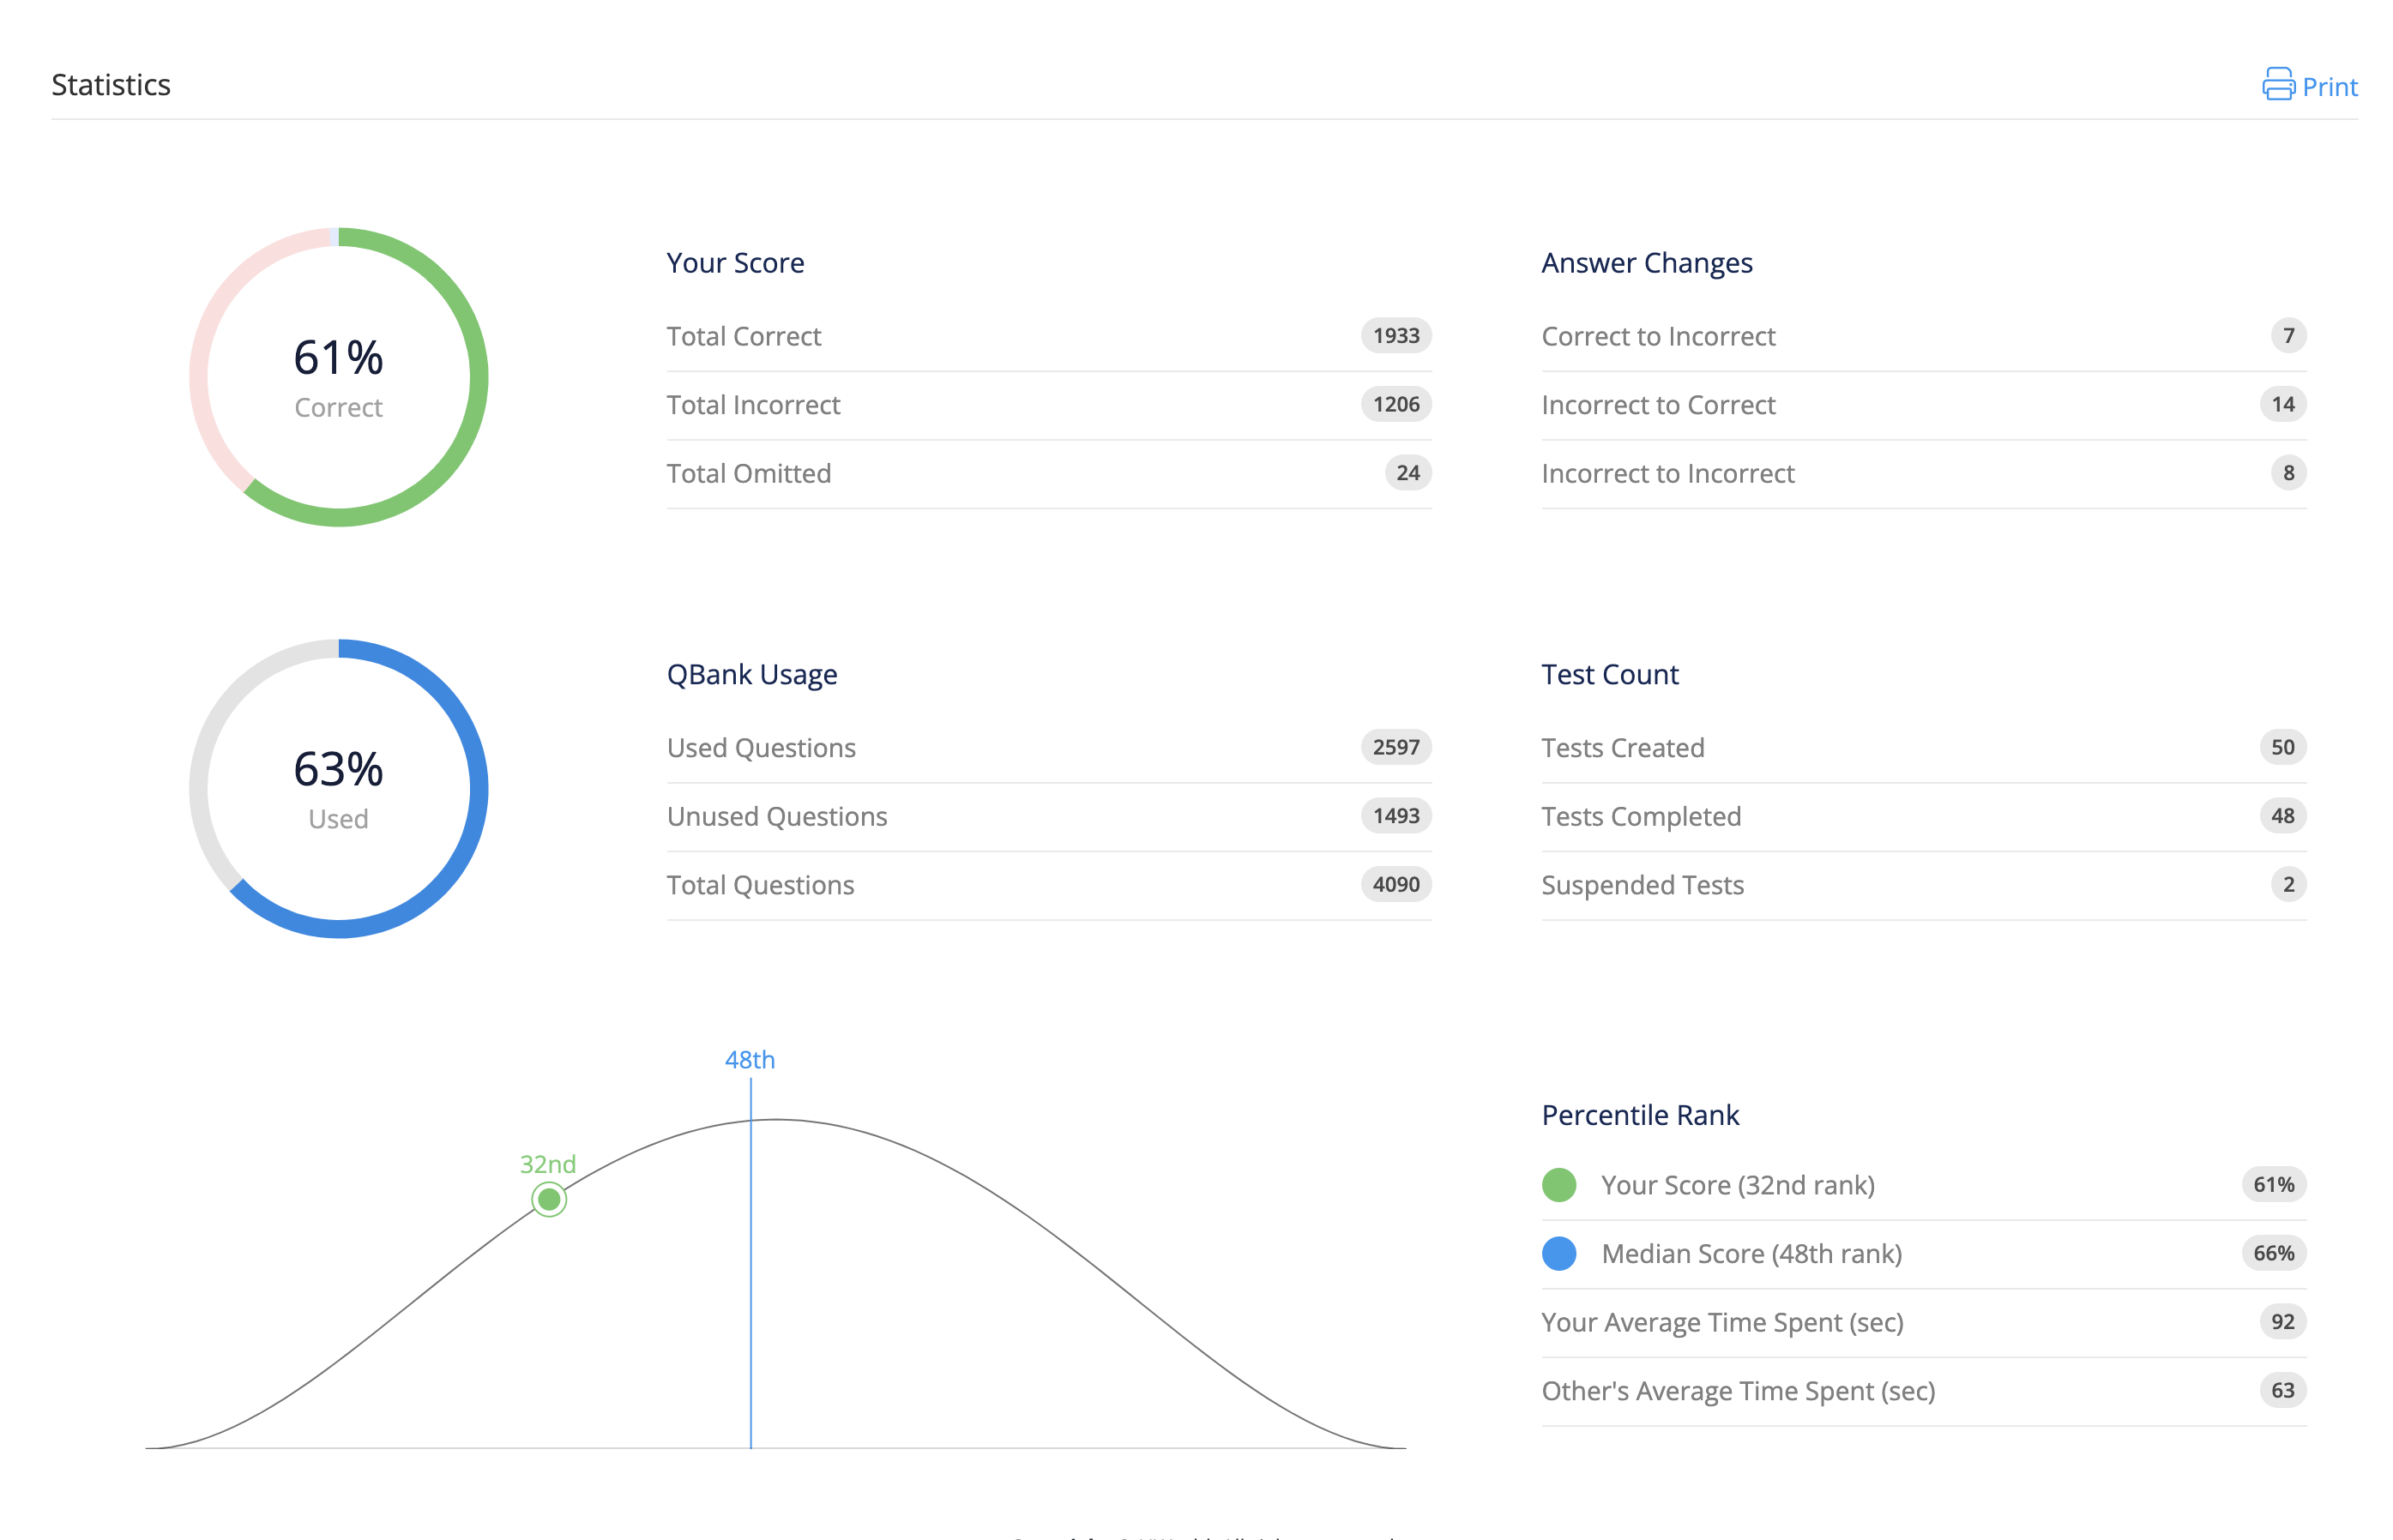 Statistics
Print
61%
Correct
Your Score
Total Correct 1933
Total Incorrect 1206
Total Omitted 24
Answer Changes
Correct to Incorrect 7
Incorrect to Correct 14
Incorrect to Incorrect 8
63%
Used
QBank Usage
Used Questions 2597
Unused Questions 1493
Total Questions 4090
Test Count
Tests Created 50
Tests Completed 48
Suspended Tests 2
48th
32nd
Percentile Rank
Your Score (32nd rank) 61%
Median Score (48th rank) 66%
Your Average Time Spent (sec) 92
Other's Average Time Spent (sec) 63